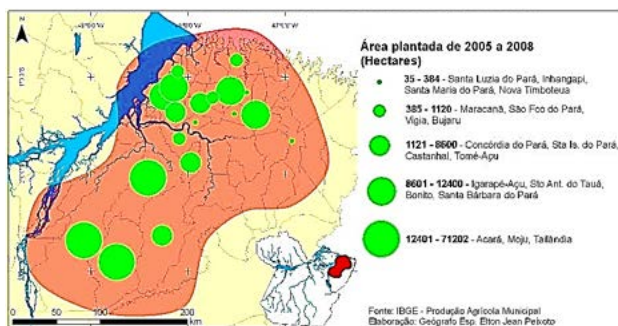 47°0'W
N
Área plantada de 2005 a 2008
(Hectares)
35 - 384 - Santa Luzia do Pará, Inhangapi,
Santa Maria do Pará, Nova Timboteua
385 - 1120 - Maracanã, São Fco do Pará,
Vigia, Bujaru
1121 - 8600 - Concórdia do Pará, Sta Is. do Pará,
Castanhal, Tomé-Açu
8601 - 12400 - Igarapé-Açu, Sto Ant. do Tauá,
Bonito, Santa Bárbara do Pará
12401 - 71202 - Acará, Moju, Tailândia
0 50 100 200
km
Fonte: IBGE - Produção Agrícola Municipal
Elaboração: Geógrafo Esp. Elton Jean Peixoto